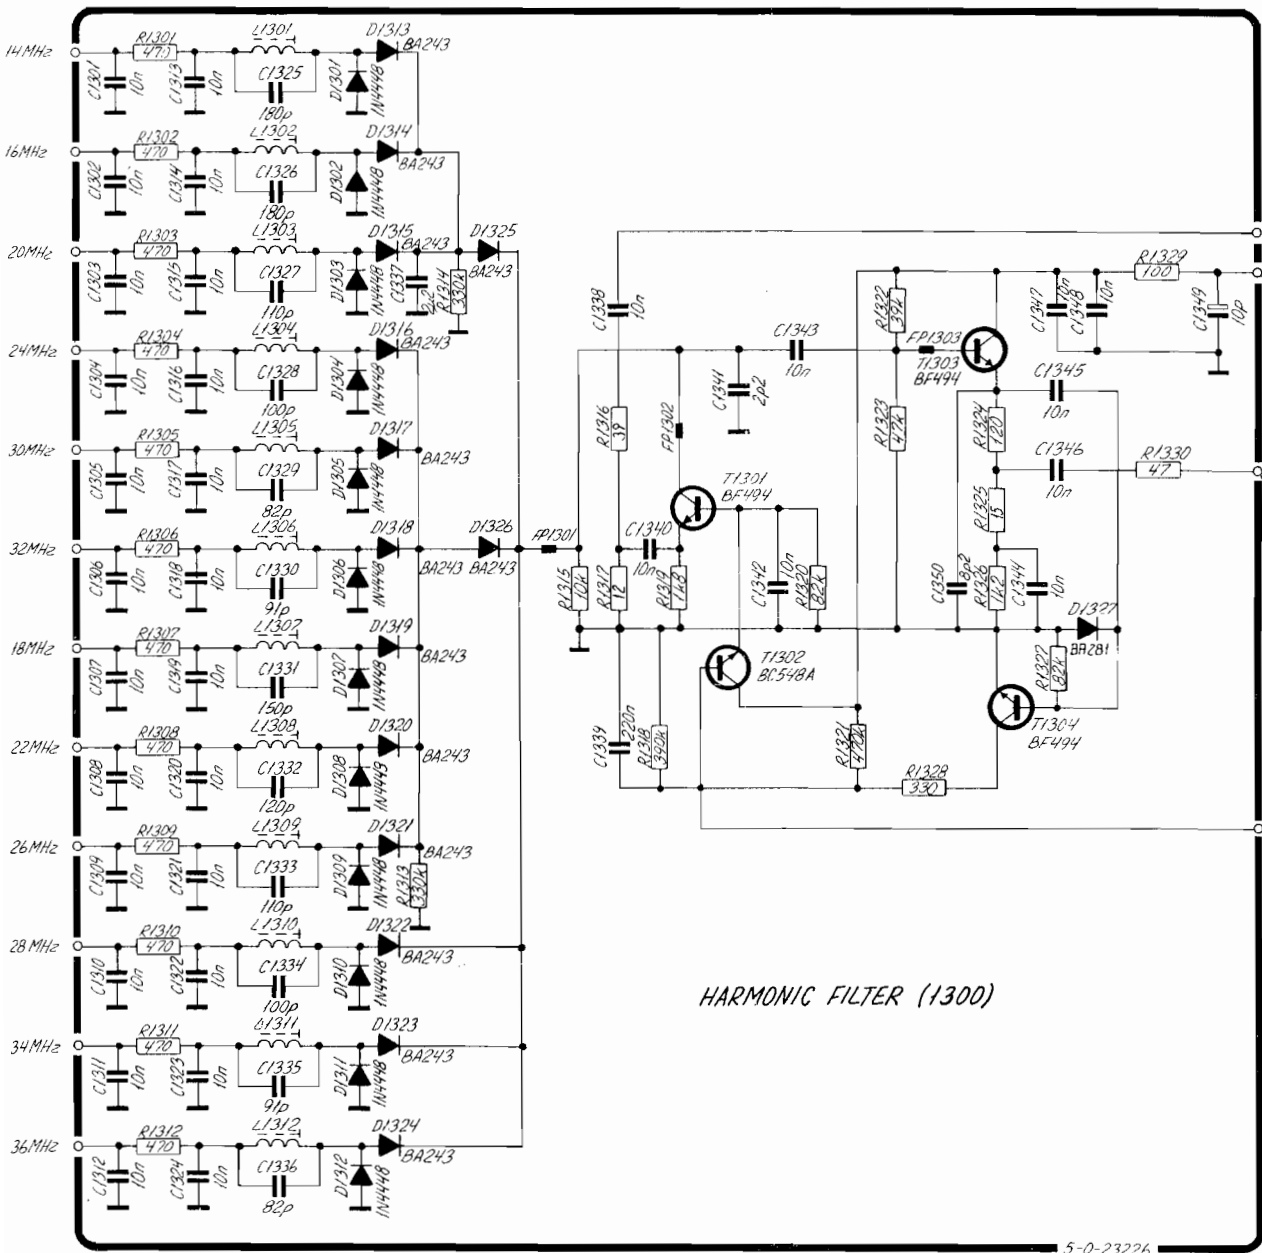 14MHz
R1301
470
C1301
10n
C1313
10n
L1301
C1325
180p
D1301
1N4448
D1313
BA243
16MHz
R1302
470
C1302
10n
C1314
10n
L1302
C1326
180p
D1302
1N4448
D1314
BA243
20MHz
R1303
470
C1303
10n
C1315
10n
L1303
C1327
110p
D1303
1N4448
D1315
BA243
C1337
2p2
R1314
330k
D1325
BA243
24MHz
R1304
470
C1304
10n
C1316
10n
L1304
C1328
100p
D1304
1N4448
D1316
BA243
30MHz
R1305
470
C1305
10n
C1317
10n
L1305
C1329
82p
D1305
1N4448
D1317
BA243
32MHz
R1306
470
C1306
10n
C1318
10n
L1306
C1330
91p
D1306
1N4448
D1318
BA243
D1326
BA243
FP1301
18MHz
R1307
470
C1307
10n
C1319
10n
L1307
C1331
150p
D1307
1N4448
D1319
BA243
22MHz
R1308
470
C1308
10n
C1320
10n
L1308
C1332
120p
D1308
1N4448
D1320
BA243
26MHz
R1309
470
C1309
10n
C1321
10n
L1309
C1333
110p
D1309
1N4448
D1321
BA243
R1313
330k
28MHz
R1310
470
C1310
10n
C1322
10n
L1310
C1334
100p
D1310
1N4448
D1322
BA243
34MHz
R1311
470
C1311
10n
C1323
10n
L1311
C1335
91p
D1311
1N4448
D1323
BA243
36MHz
R1312
470
C1312
10n
C1324
10n
L1312
C1336
82p
D1312
1N4448
D1324
BA243
C1338
10n
R1316
39
FP1302
C1341
2p2
C1343
10n
R1322
39k
FP1303
T1303
BF494
C1347
10n
C1348
10n
R1329
100
C1349
10µ
R1323
47k
R1324
120
C1345
10n
C1346
10n
R1330
47
R1325
15
T1301
BF494
C1340
10n
R1315
10k
R1317
12
R1319
1k8
C1342
10n
R1320
82k
C1350
8p2
R1326
1k2
C1344
10n
D1327
BA281
R1327
82k
T1302
BC548A
T1304
BF494
C1339
220n
R1318
390k
R1321
R1328
330
HARMONIC FILTER (1300)
5-0-23226